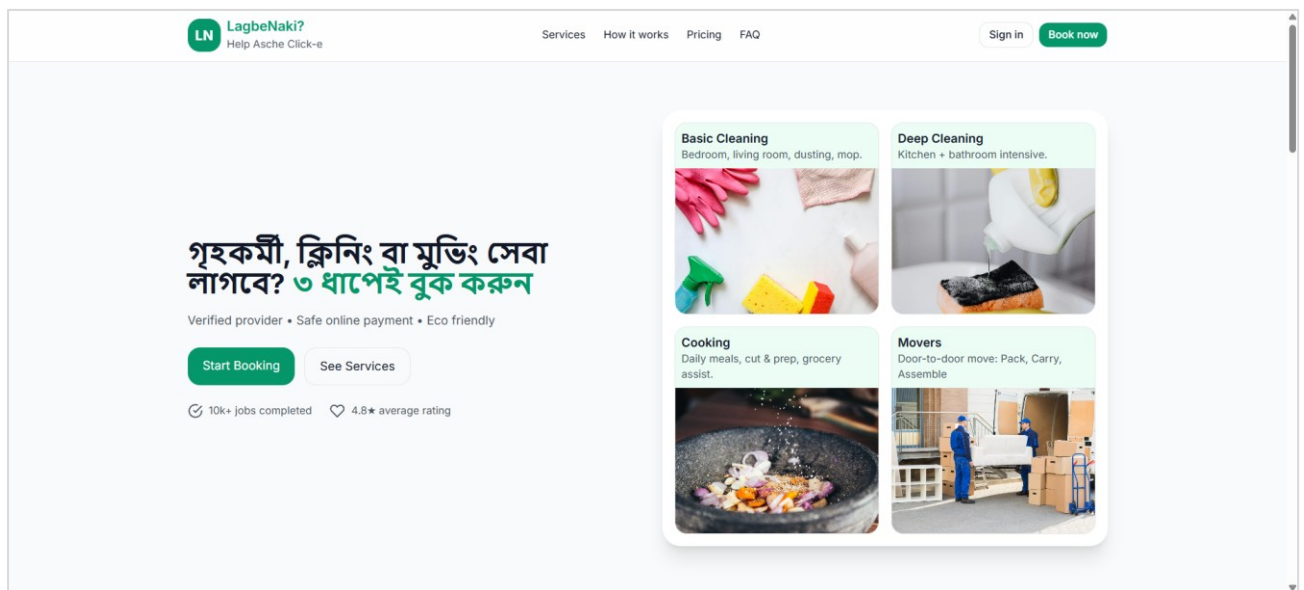 LN
LagbeNaki?
Help Asche Click-e
Services How it works Pricing FAQ
Sign in Book now
গৃহকর্মী, ক্লিনিং বা মুভিং সেবা
লাগবে? ৩ ধাপেই বুক করুন
Verified provider • Safe online payment • Eco friendly
Start Booking See Services
10k+ jobs completed 4.8★ average rating
Basic Cleaning
Bedroom, living room, dusting, mop.
Deep Cleaning
Kitchen + bathroom intensive.
Cooking
Daily meals, cut & prep, grocery
assist.
Movers
Door-to-door move: Pack, Carry,
Assemble